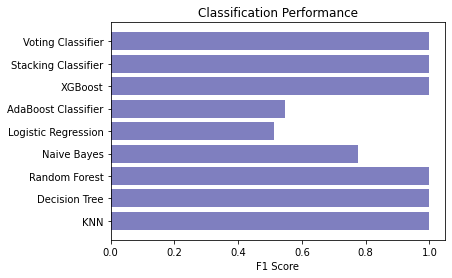 Classification Performance
Voting Classifier
Stacking Classifier
XGBoost
AdaBoost Classifier
Logistic Regression
Naive Bayes
Random Forest
Decision Tree
KNN
0.0 0.2 0.4 0.6 0.8 1.0
F1 Score